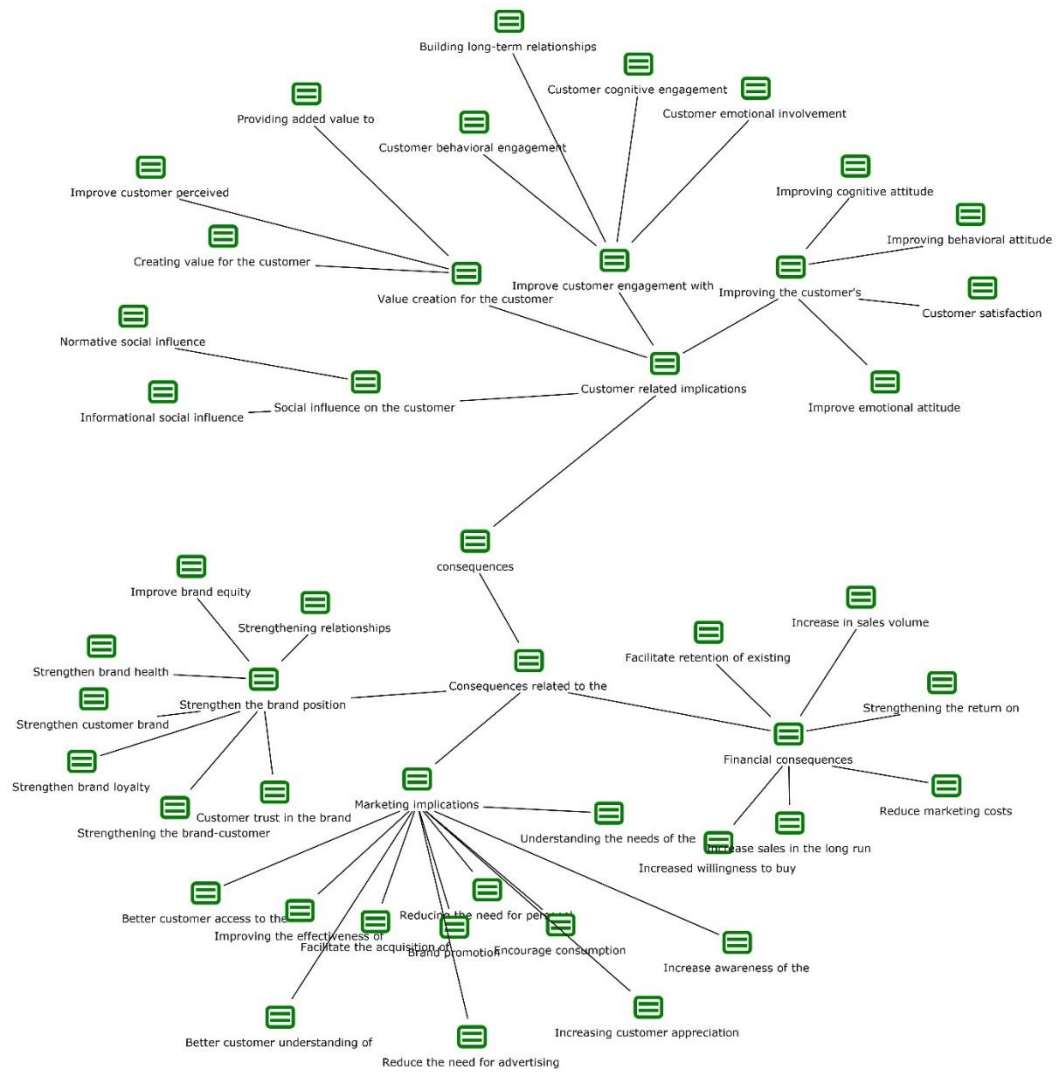 Building long-term relationships
Customer cognitive engagement
Customer emotional involvement
Providing added value to
Customer behavioral engagement
Improve customer perceived
Improving cognitive attitude
Improving behavioral attitude
Creating value for the customer
Value creation for the customer
Improve customer engagement with
Improving the customer's
Customer satisfaction
Normative social influence
Customer related implications
Informational social influence
Social influence on the customer
Improve emotional attitude
consequences
Improve brand equity
Strengthening relationships
Increase in sales volume
Facilitate retention of existing
Strengthen brand health
Consequences related to the
Strengthen the brand position
Strengthening the return on
Strengthen customer brand
Financial consequences
Strengthen brand loyalty
Marketing implications
Reduce marketing costs
Customer trust in the brand
Strengthening the brand-customer
Understanding the needs of the
Increase sales in the long run
Increased willingness to buy
Better customer access to the
Reducing the need for personal
Improving the effectiveness of
Facilitate the acquisition of
Brand promotion
Encourage consumption
Increase awareness of the
Better customer understanding of
Increasing customer appreciation
Reduce the need for advertising